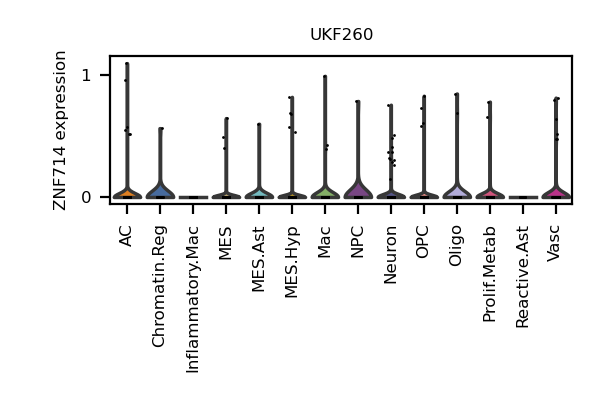 UKF260
ZNF714 expression
1
0
AC
Chromatin.Reg
Inflammatory.Mac
MES
MES.Ast
MES.Hyp
Mac
NPC
Neuron
OPC
Oligo
Prolif.Metab
Reactive.Ast
Vasc